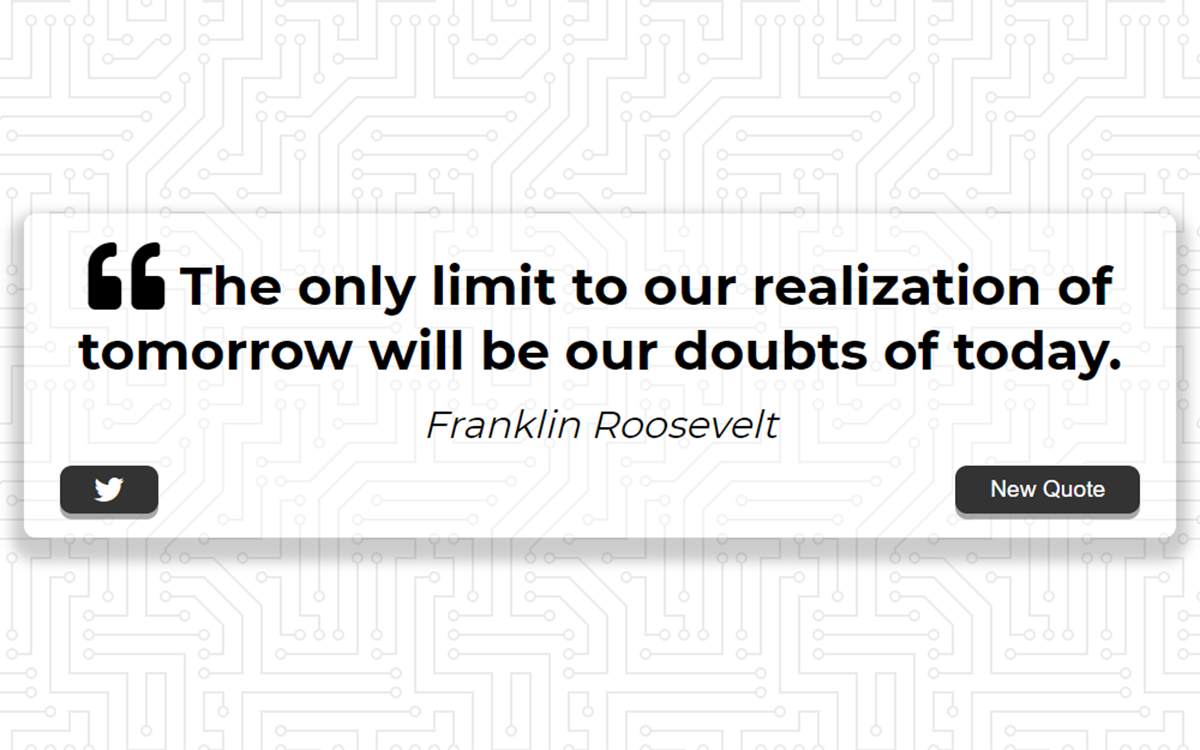 The only limit to our realization of
tomorrow will be our doubts of today.
Franklin Roosevelt
New Quote